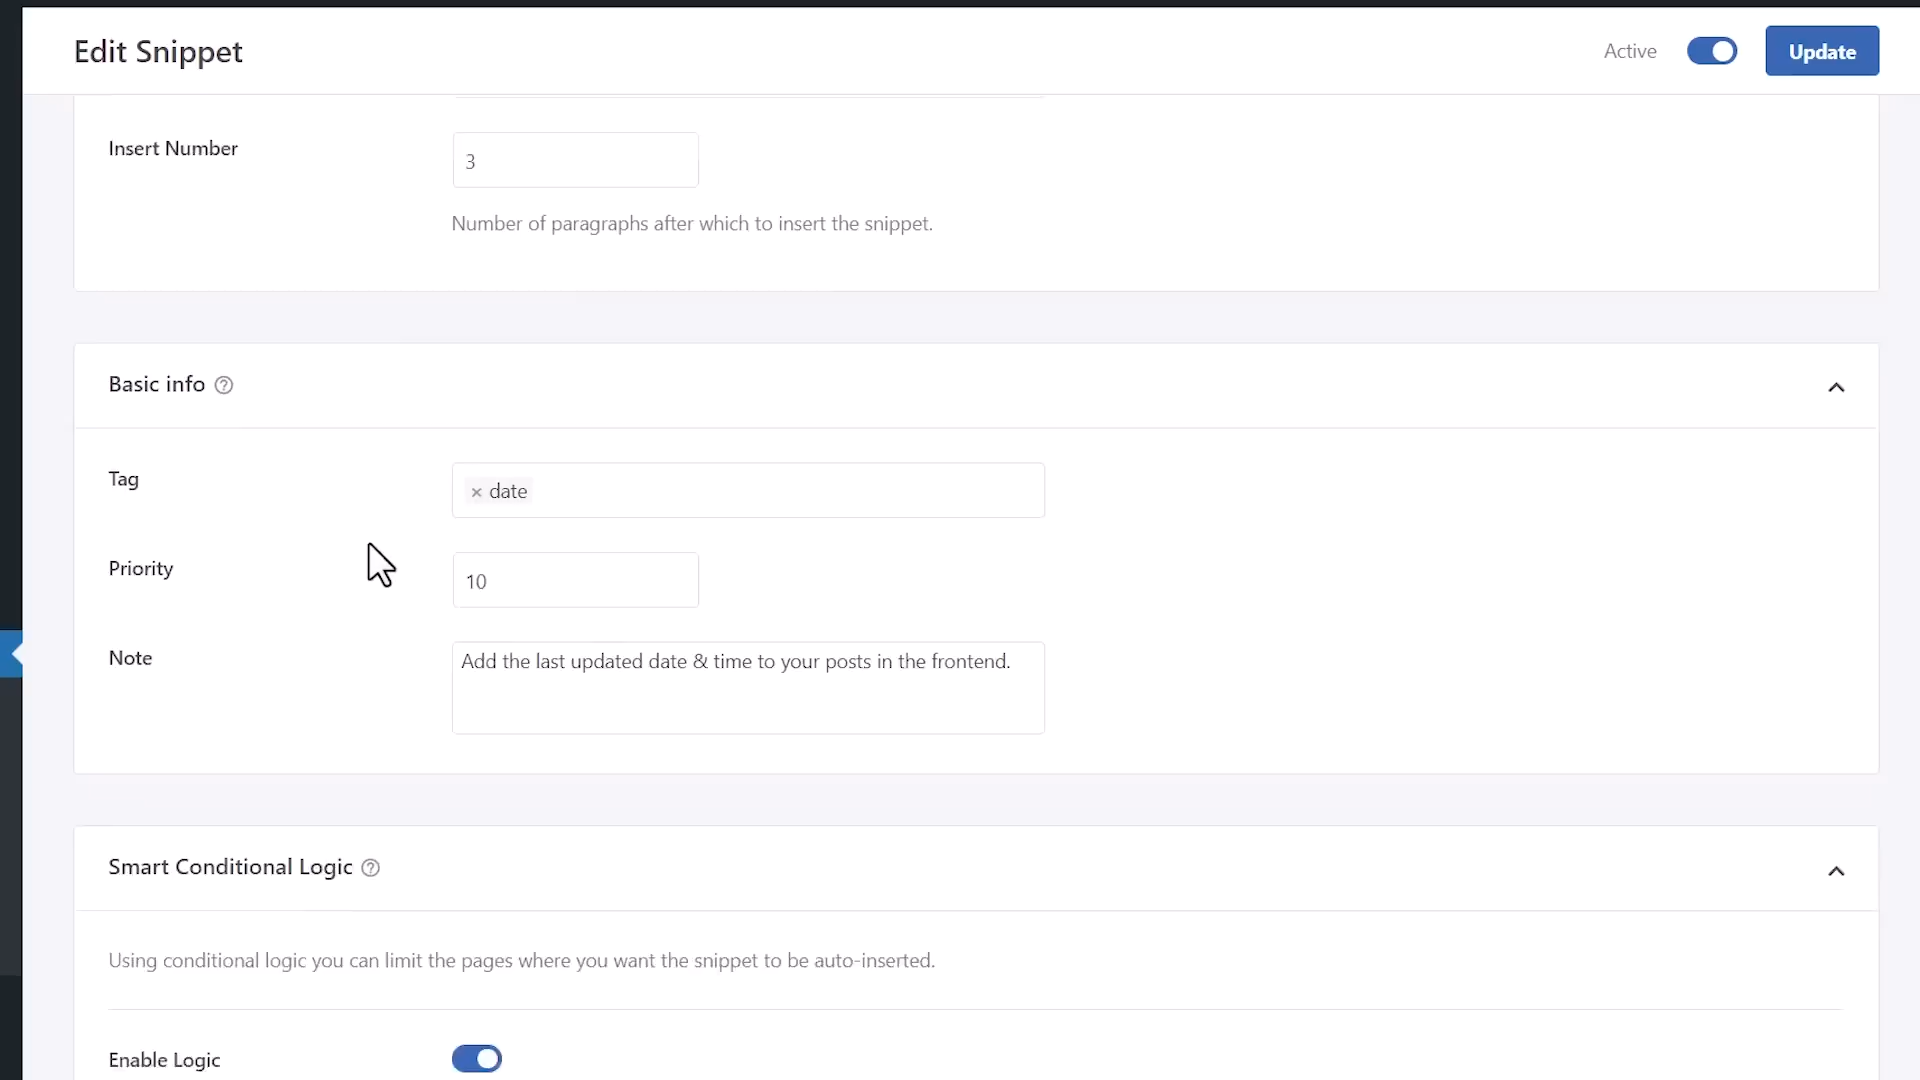 Edit Snippet
Active
Update
Insert Number
3
Number of paragraphs after which to insert the snippet.
Basic info
Tag
× date
Priority
10
Note
Add the last updated date & time to your posts in the frontend.
Smart Conditional Logic
Using conditional logic you can limit the pages where you want the snippet to be auto-inserted.
Enable Logic